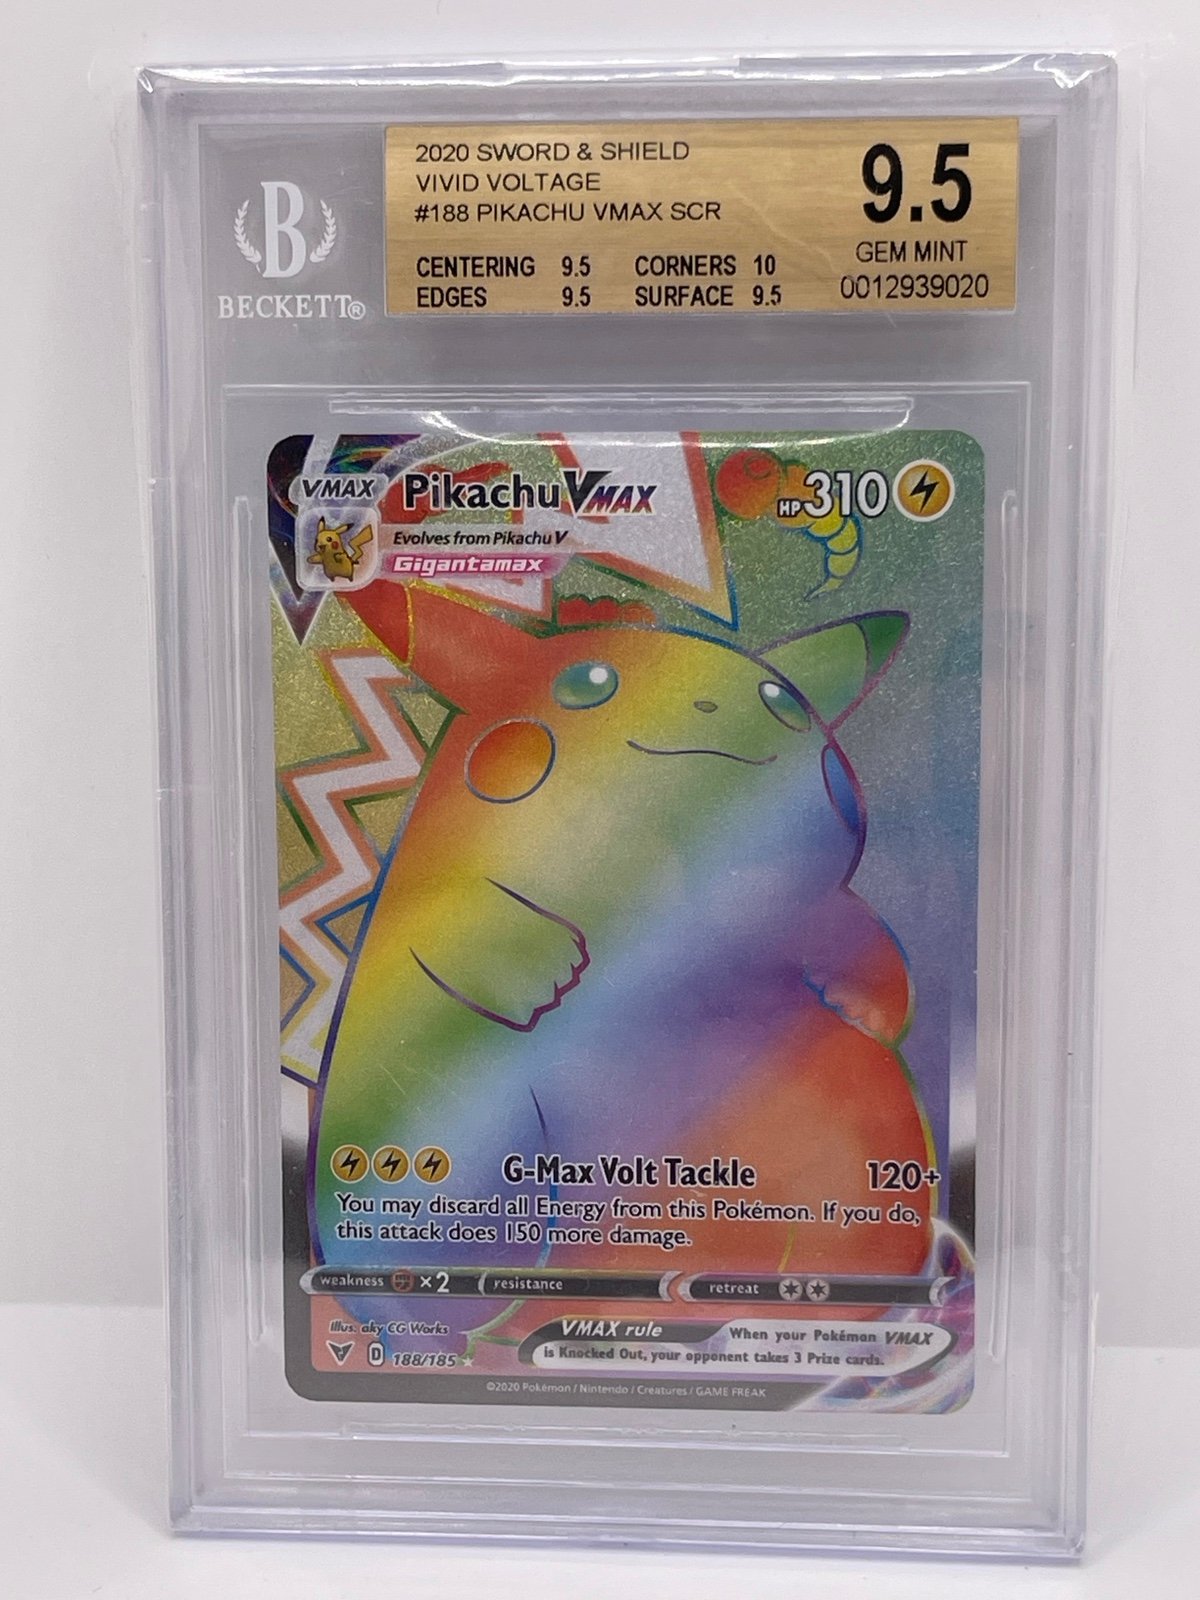 2020 SWORD & SHIELD
VIVID VOLTAGE
#188 PIKACHU VMAX SCR
9.5
GEM MINT
0012939020
CENTERING 9.5 CORNERS 10
EDGES 9.5 SURFACE 9.5
B
BECKETT®
VMAX Pikachu VMAX HP 310
Evolves from Pikachu V
Gigantamax
G-Max Volt Tackle 120+
You may discard all Energy from this Pokémon. If you do,
this attack does 150 more damage.
weakness ×2 resistance retreat
Illus. aky CG Works
D 188/185
VMAX rule When your Pokémon VMAX
is Knocked Out, your opponent takes 3 Prize cards.
©2020 Pokémon / Nintendo / Creatures / GAME FREAK